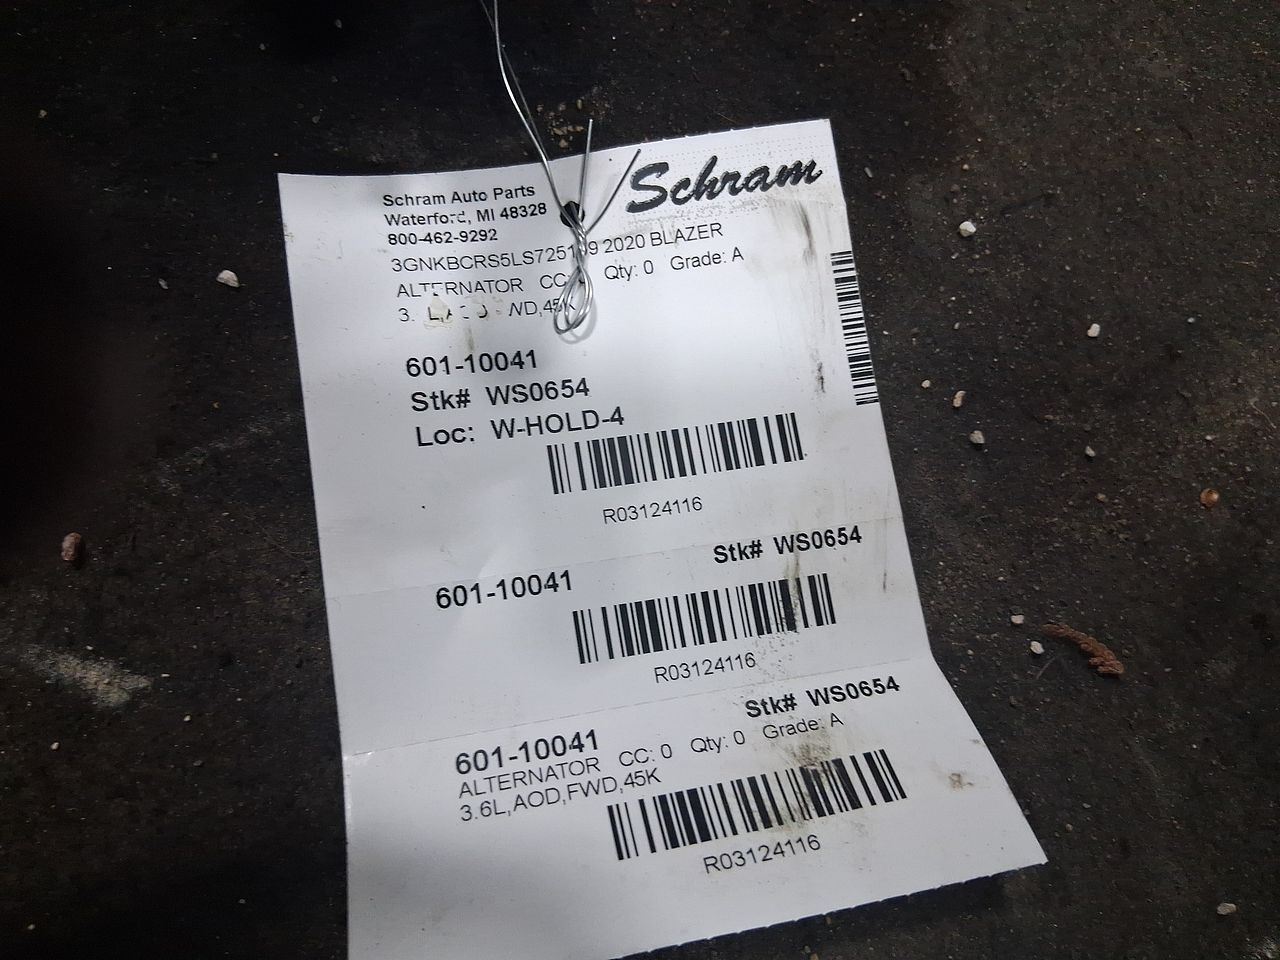 Schram
Schram Auto Parts
Waterford, MI 48328
800-462-9292
2020 BLAZER
ALTERNATOR Qty: 0 Grade: A
601-10041
Stk# WS0654
Loc: W-HOLD-4
R03124116
601-10041 Stk# WS0654
R03124116
601-10041 Stk# WS0654
ALTERNATOR CC: 0 Qty: 0 Grade: A
3.6L,AOD,FWD,45K
R03124116